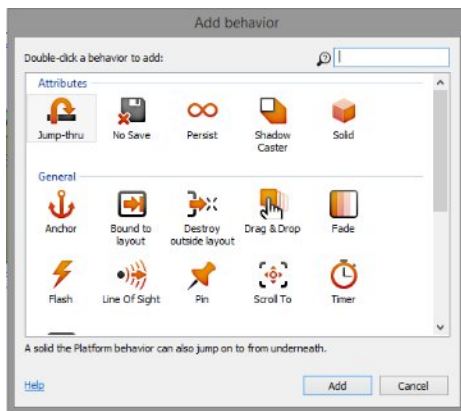 Add behavior
Double-click a behavior to add:
Attributes
Jump-thru No Save Persist Shadow Caster Solid
General
Anchor Bound to layout Destroy outside layout Drag & Drop Fade
Flash Line Of Sight Pin Scroll To Timer
A solid the Platform behavior can also jump on to from underneath.
Help Add Cancel